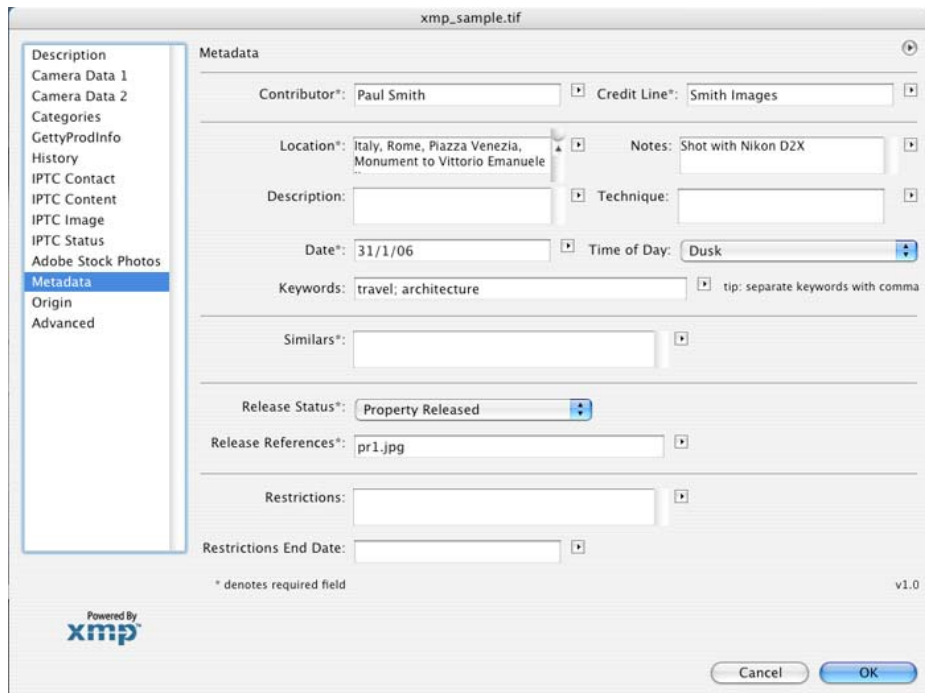 xmp_sample.tif
Description
Camera Data 1
Camera Data 2
Categories
GettyProdInfo
History
IPTC Contact
IPTC Content
IPTC Image
IPTC Status
Adobe Stock Photos
Metadata
Origin
Advanced
Metadata
Contributor*: Paul Smith Credit Line*: Smith Images
Location*: Italy, Rome, Piazza Venezia,
Monument to Vittorio Emanuele
Notes: Shot with Nikon D2X
Description: Technique:
Date*: 31/1/06 Time of Day: Dusk
Keywords: travel; architecture tip: separate keywords with comma
Similars*:
Release Status*: Property Released
Release References*: pr1.jpg
Restrictions:
Restrictions End Date:
* denotes required field v1.0
Powered By
xmp™
Cancel OK